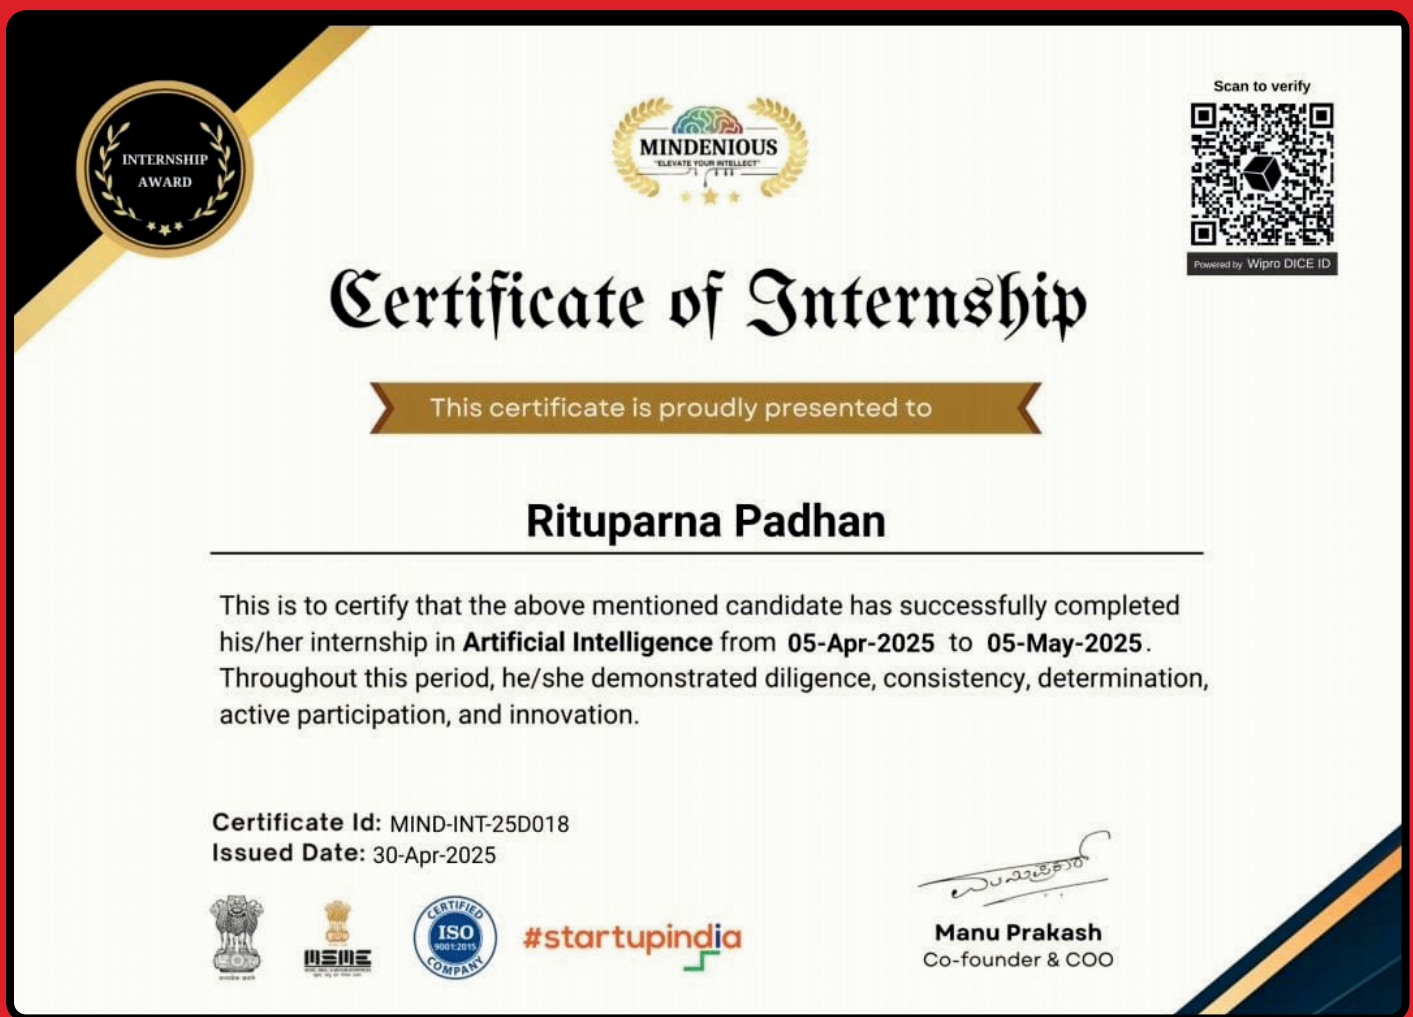 INTERNSHIP
AWARD
MINDENIOUS
"ELEVATE YOUR INTELLECT"
Scan to verify
Powered by Wipro DICE ID
Certificate of Internship
This certificate is proudly presented to
Rituparna Padhan
This is to certify that the above mentioned candidate has successfully completed
his/her internship in Artificial Intelligence from 05-Apr-2025 to 05-May-2025.
Throughout this period, he/she demonstrated diligence, consistency, determination,
active participation, and innovation.
Certificate Id: MIND-INT-25D018
Issued Date: 30-Apr-2025
MSME
CERTIFIED
ISO
9001:2015
COMPANY
#startupindia
Manu Prakash
Co-founder & COO